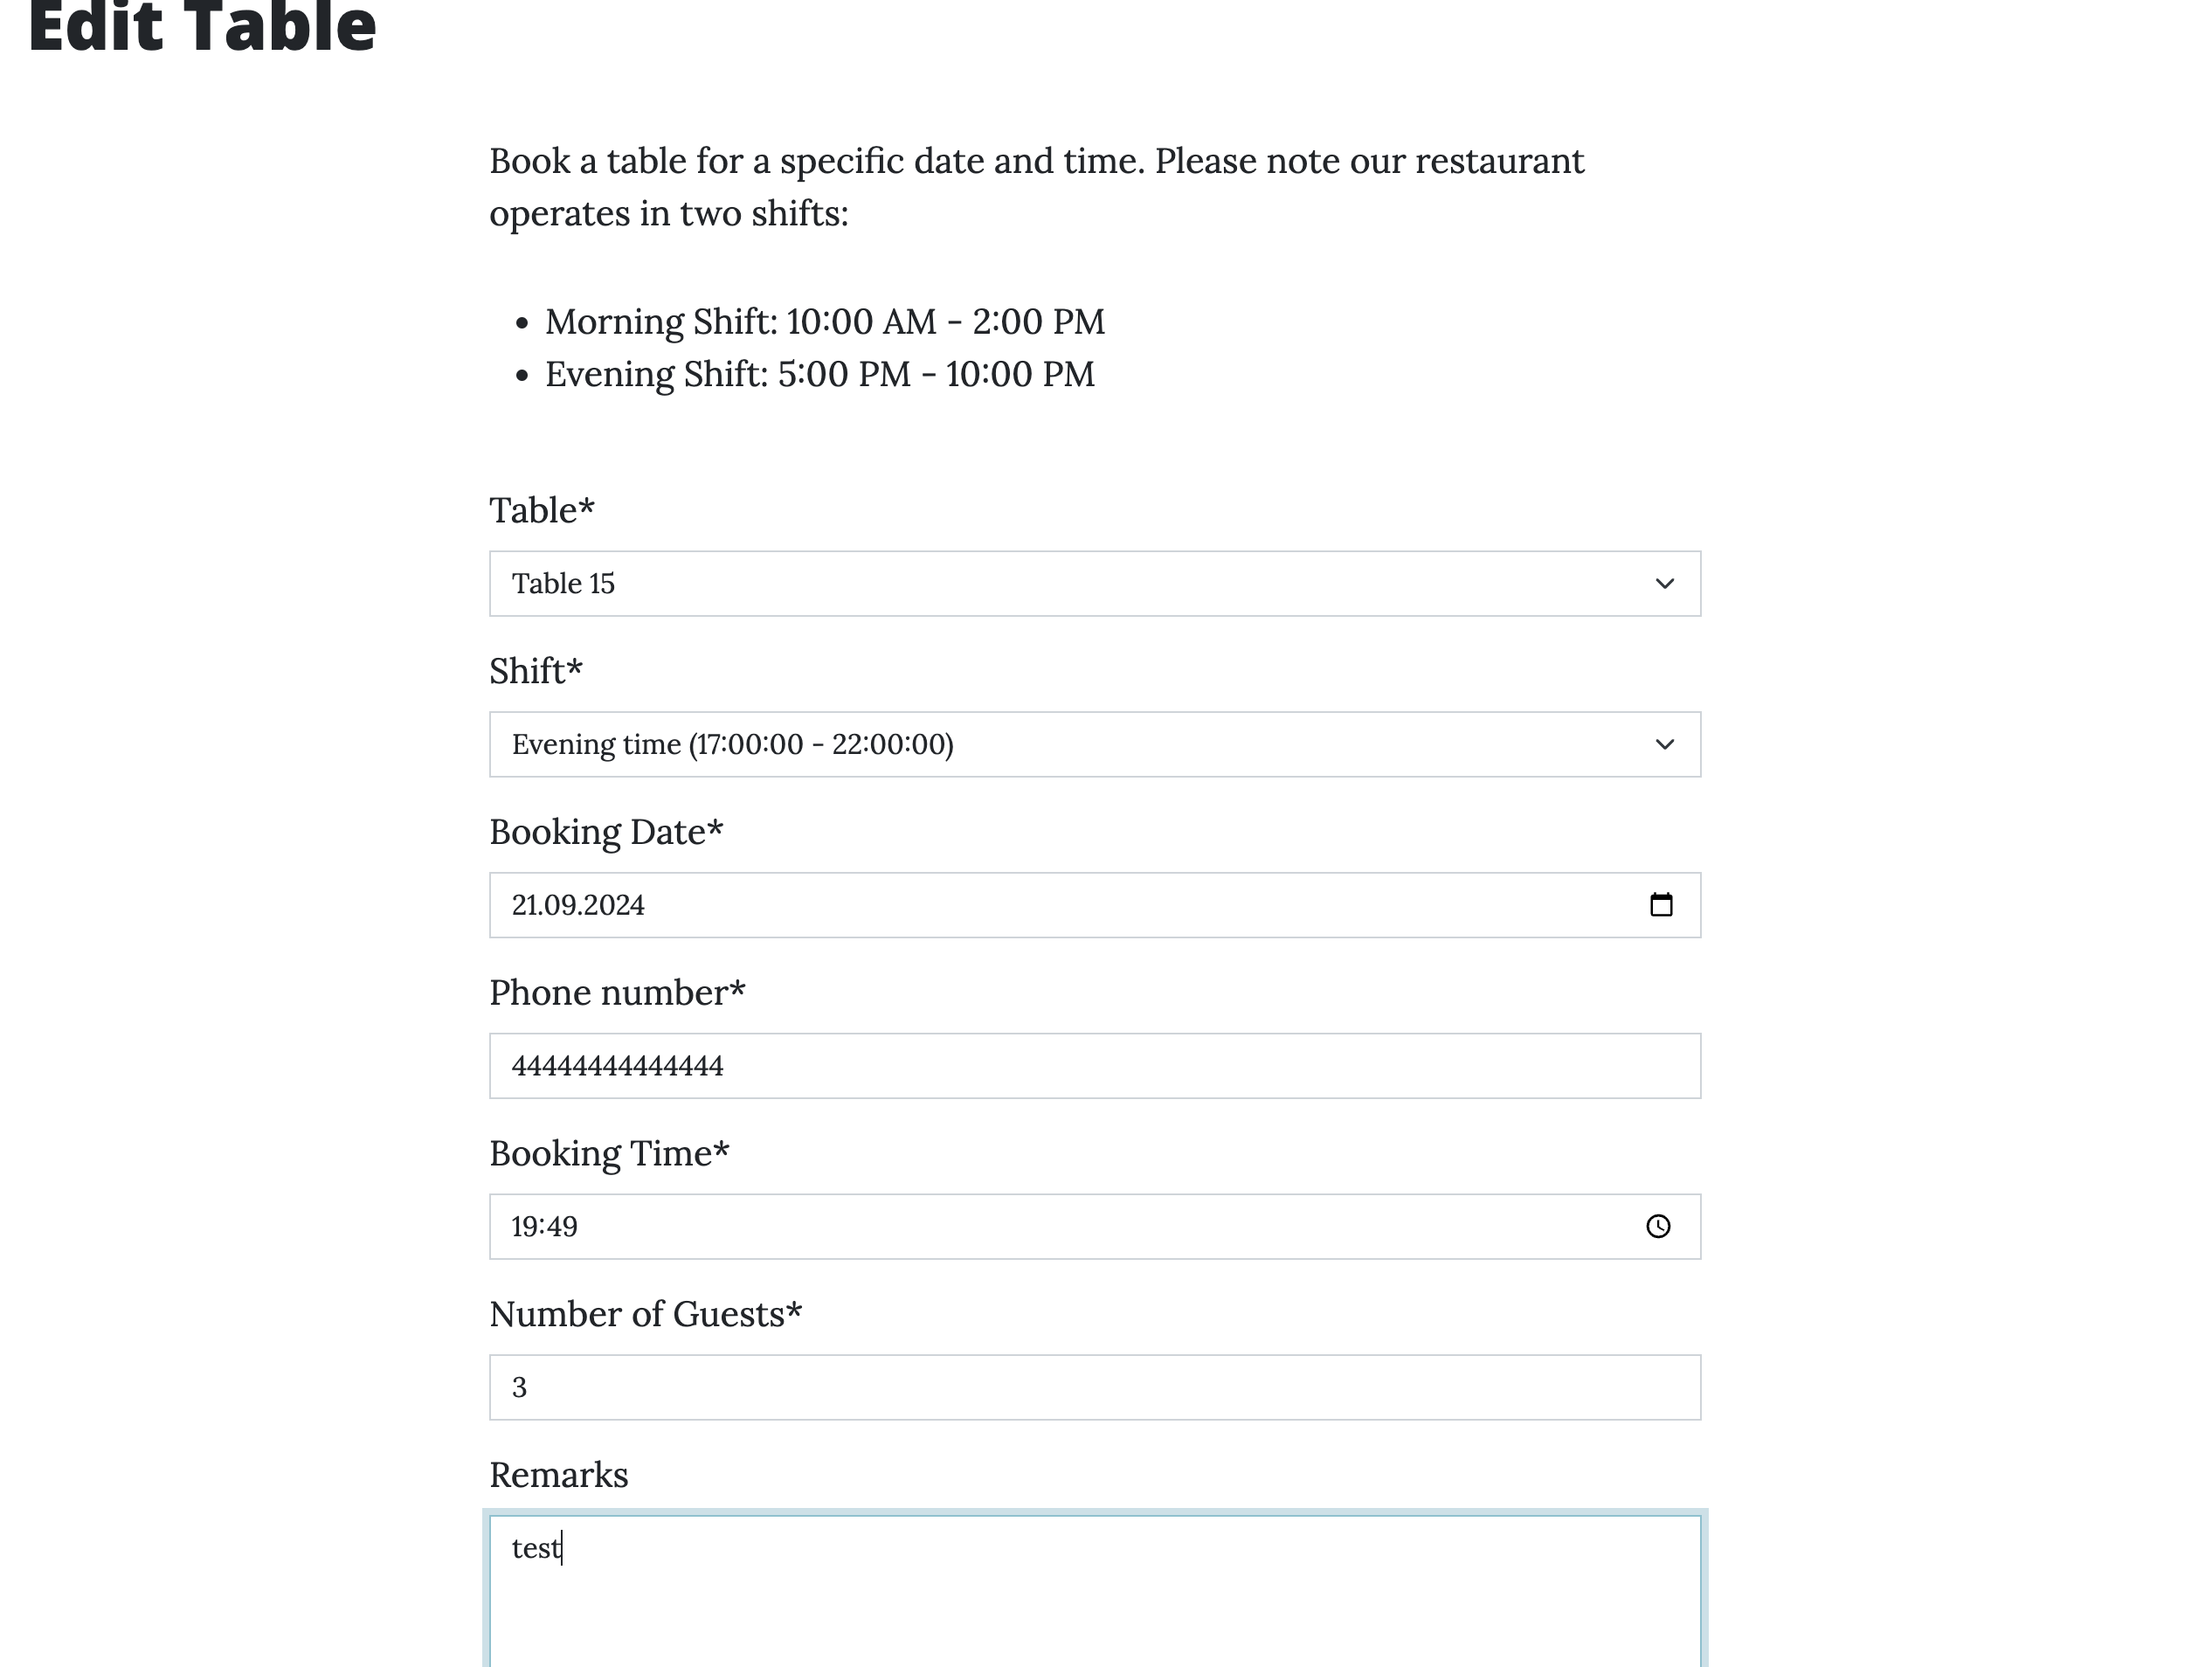 Edit Table
Book a table for a specific date and time. Please note our restaurant
operates in two shifts:
• Morning Shift: 10:00 AM - 2:00 PM
• Evening Shift: 5:00 PM - 10:00 PM
Table*
Table 15
Shift*
Evening time (17:00:00 - 22:00:00)
Booking Date*
21.09.2024
Phone number*
44444444444444
Booking Time*
19:49
Number of Guests*
3
Remarks
test